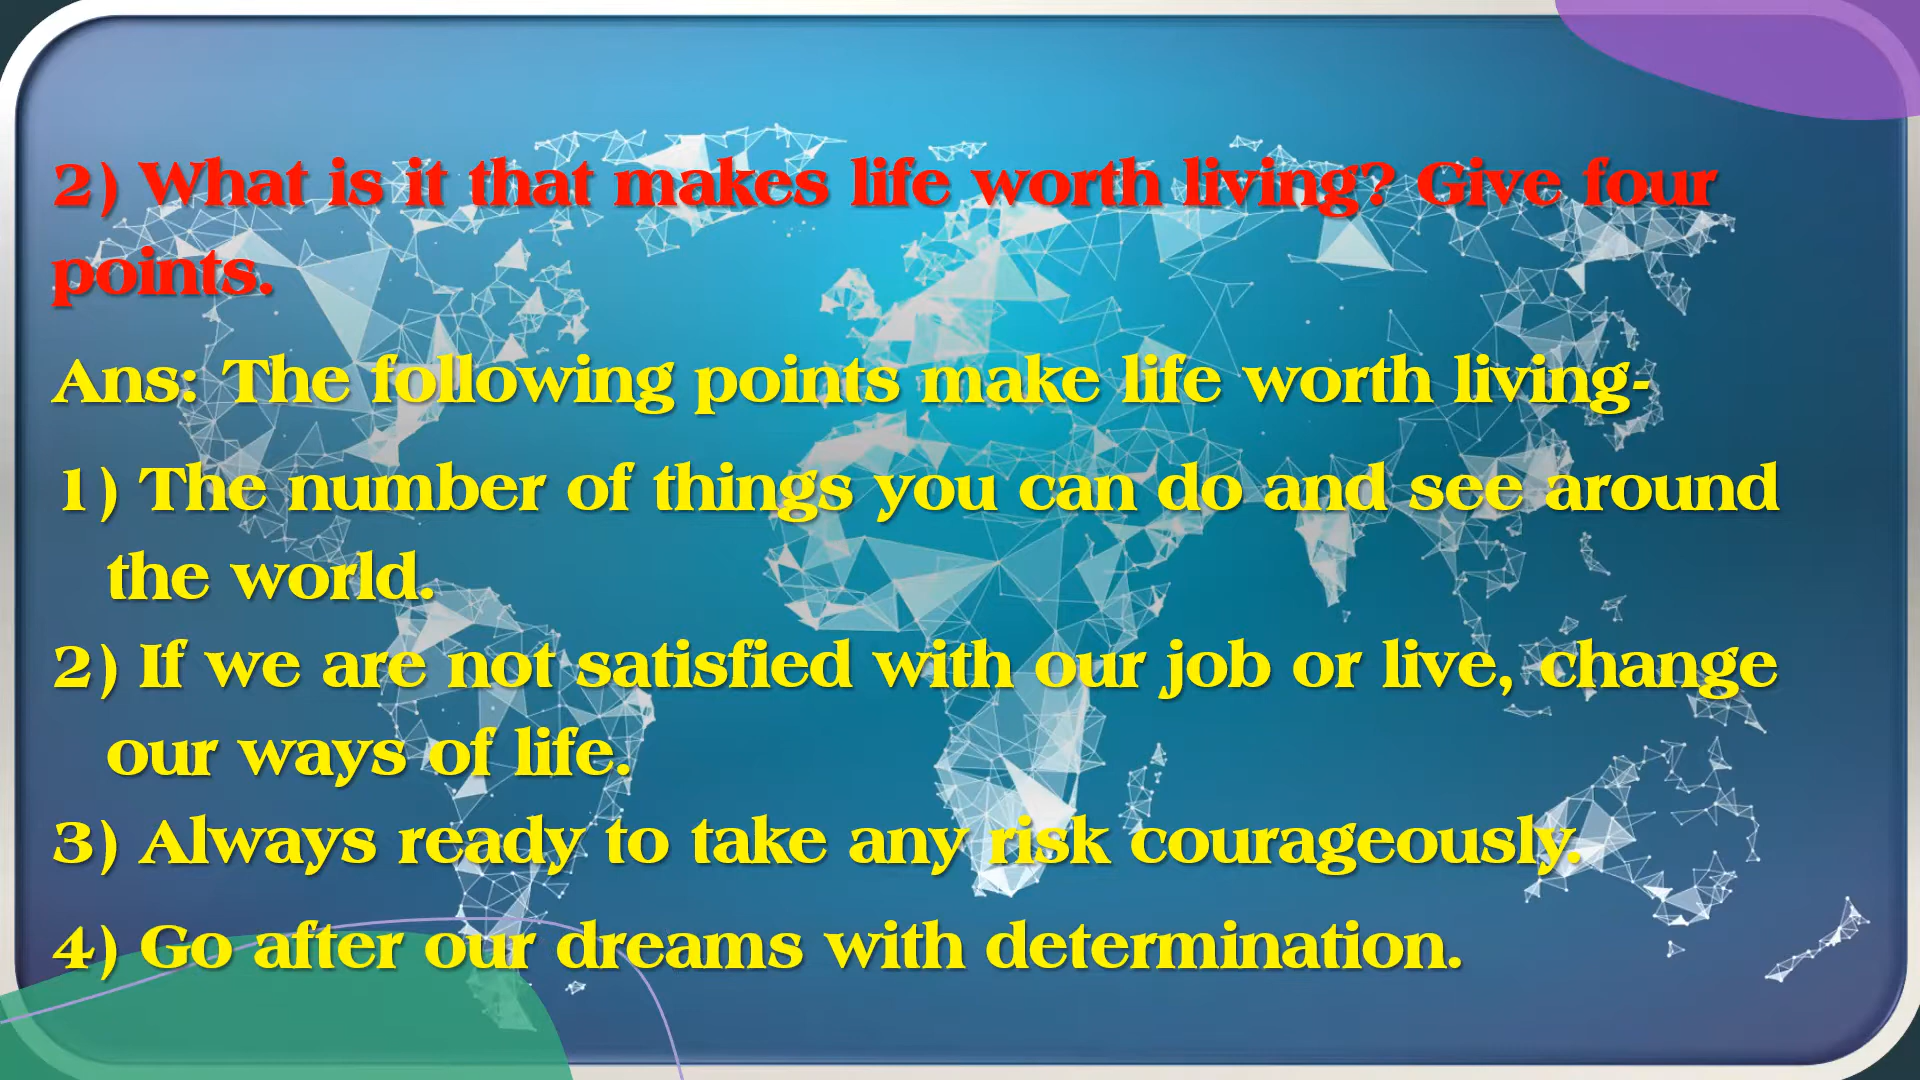 2) What is it that makes life worth living? Give four
points.
Ans: The following points make life worth living-
1) The number of things you can do and see around
the world.
2) If we are not satisfied with our job or live, change
our ways of life.
3) Always ready to take any risk courageously.
4) Go after our dreams with determination.